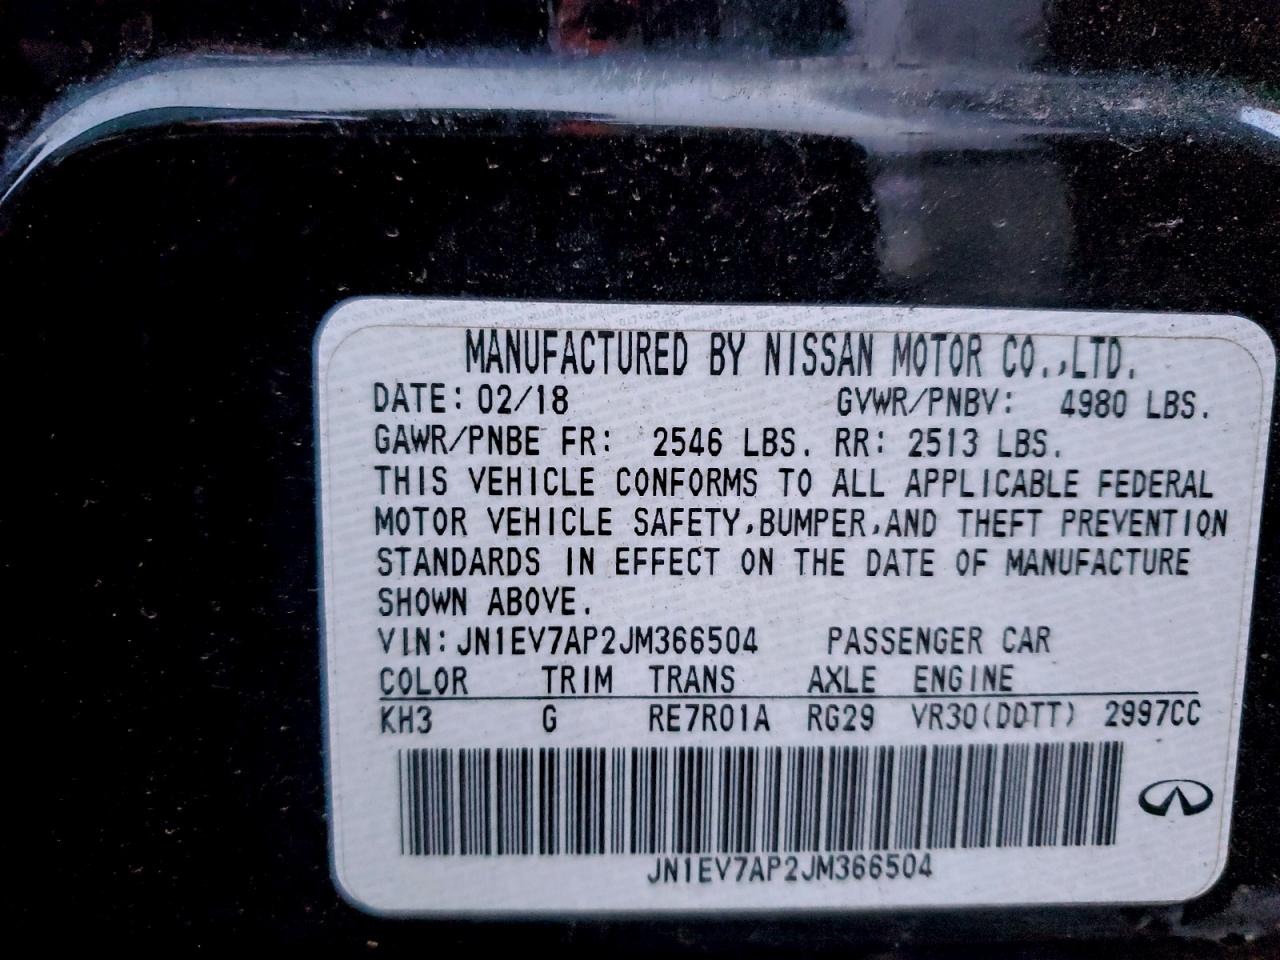 MANUFACTURED BY NISSAN MOTOR CO.,LTD.
DATE: 02/18 GVWR/PNBV: 4980 LBS.
GAWR/PNBE FR: 2546 LBS. RR: 2513 LBS.
THIS VEHICLE CONFORMS TO ALL APPLICABLE FEDERAL
MOTOR VEHICLE SAFETY,BUMPER,AND THEFT PREVENTION
STANDARDS IN EFFECT ON THE DATE OF MANUFACTURE
SHOWN ABOVE.
VIN: JN1EV7AP2JM366504 PASSENGER CAR
COLOR TRIM TRANS AXLE ENGINE
KH3 G RE7R01A RG29 VR30(DDTT) 2997CC
JN1EV7AP2JM366504